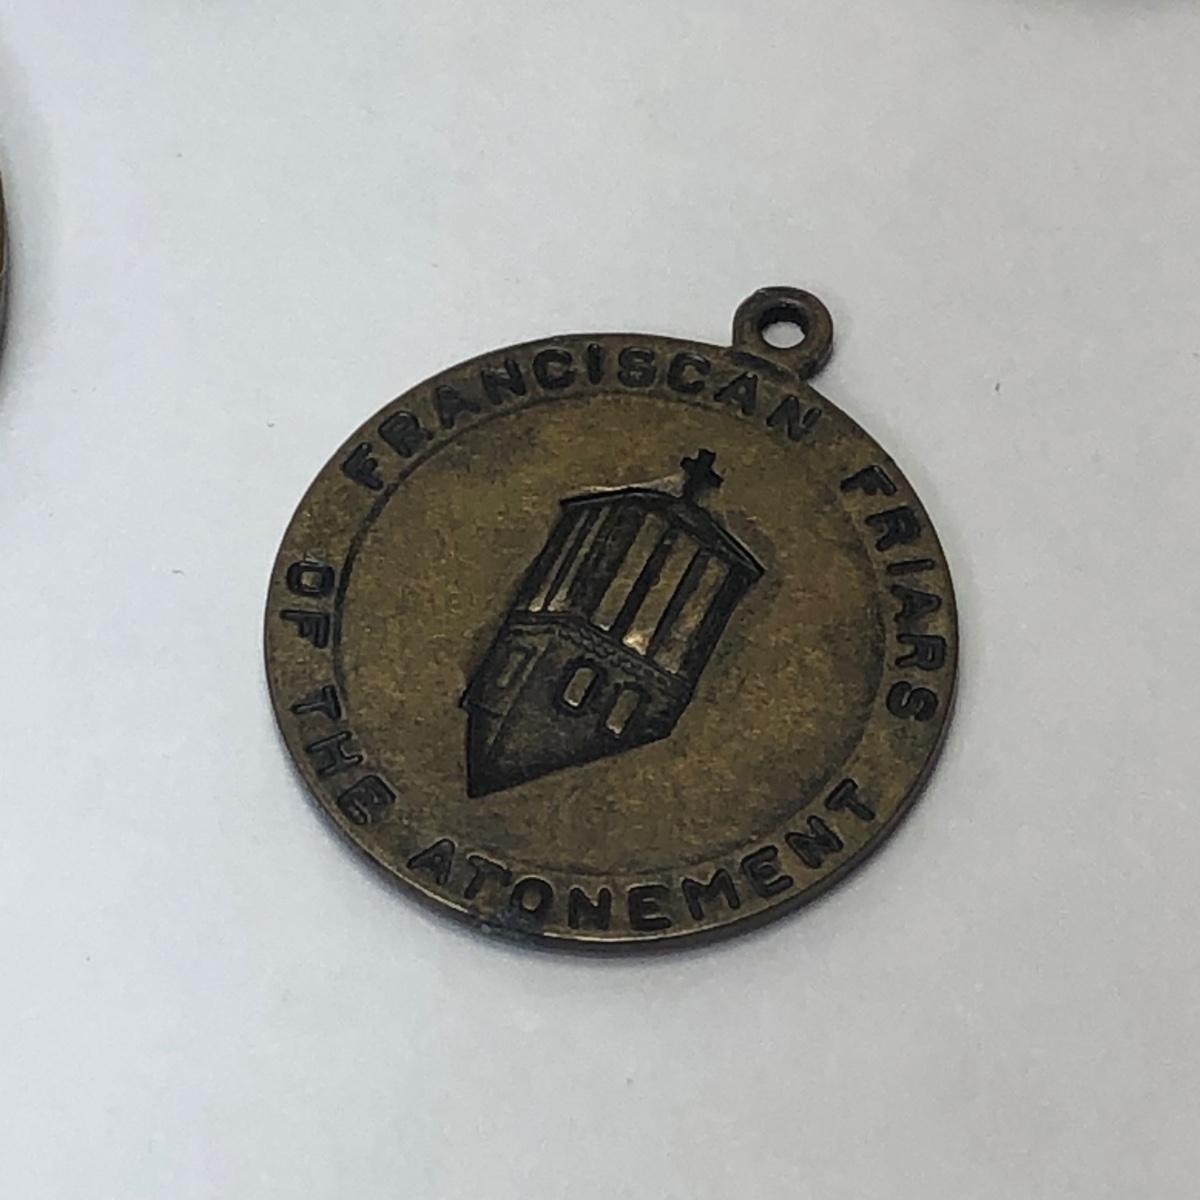 FRANCISCAN FRIARS
OF THE ATONEMENT